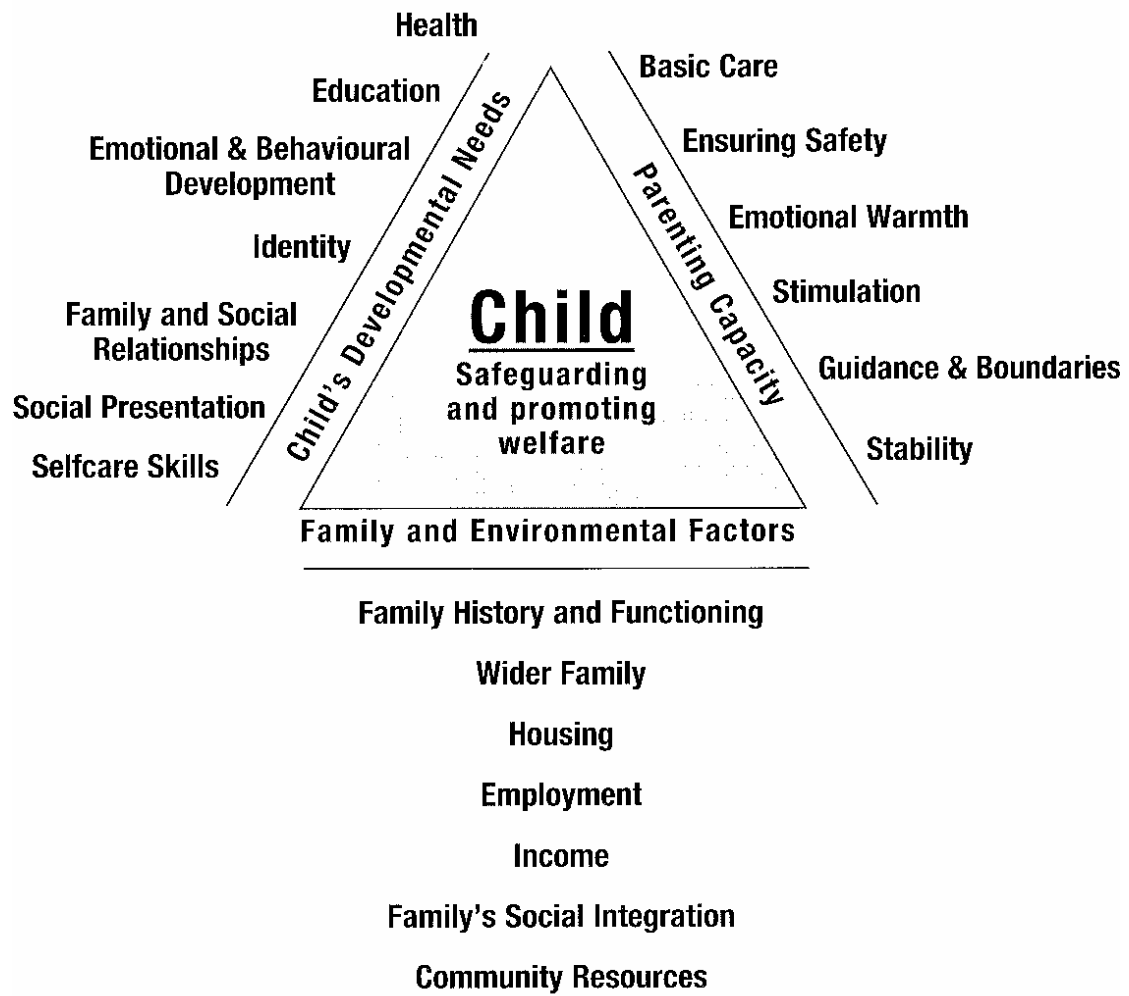 Health
Education
Emotional & Behavioural
Development
Identity
Family and Social
Relationships
Social Presentation
Selfcare Skills
Child's Developmental Needs
Basic Care
Ensuring Safety
Emotional Warmth
Stimulation
Guidance & Boundaries
Stability
Parenting Capacity
Child
Safeguarding
and promoting
welfare
Family and Environmental Factors
Family History and Functioning
Wider Family
Housing
Employment
Income
Family's Social Integration
Community Resources